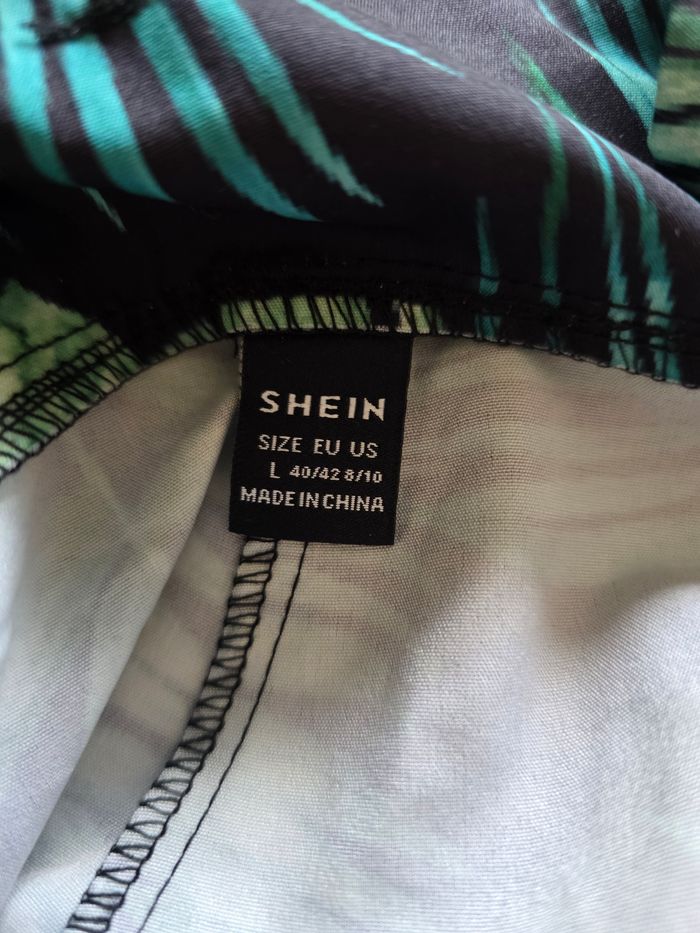 SHEIN
SIZE EU US
L 40/42 8/10
MADE IN CHINA